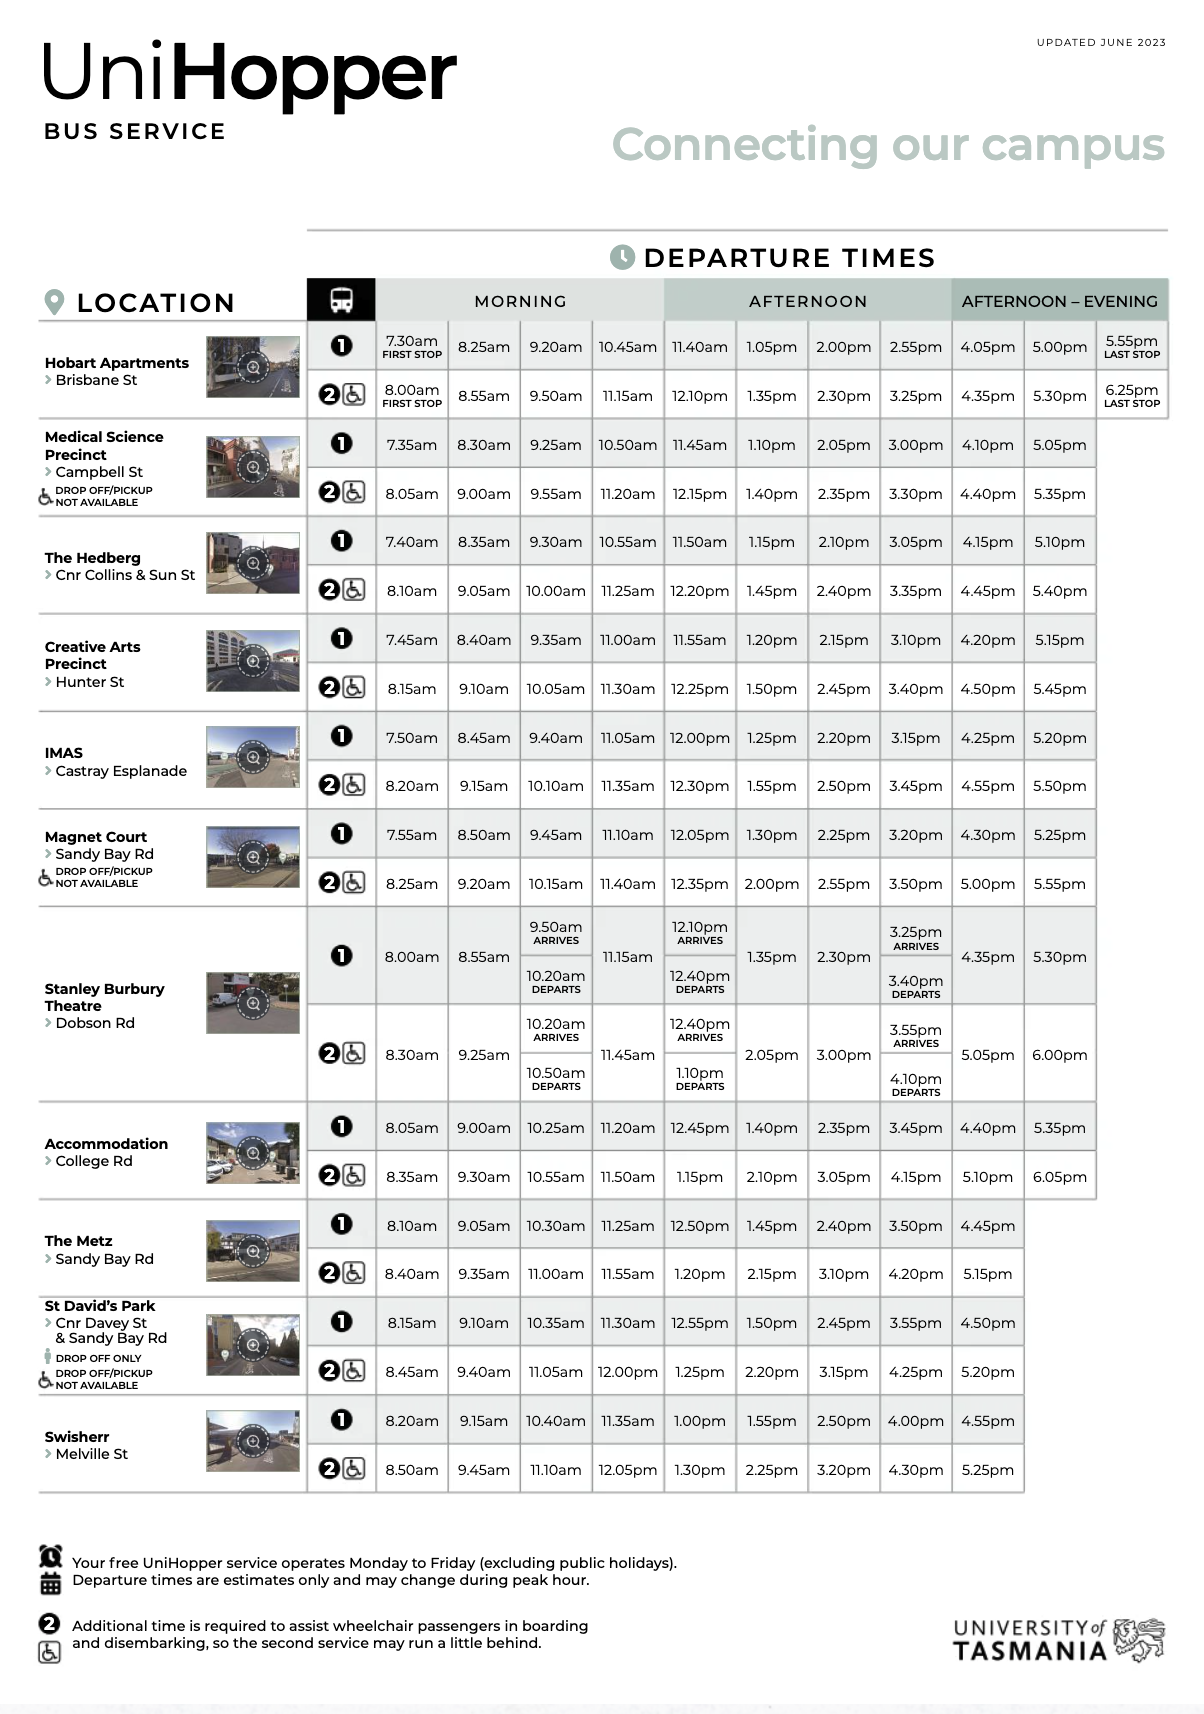 UniHopper
BUS SERVICE
UPDATED JUNE 2023
Connecting our campus
DEPARTURE TIMES
LOCATION
MORNING AFTERNOON AFTERNOON – EVENING
Hobart Apartments
Brisbane St
1 7.30am FIRST STOP 8.25am 9.20am 10.45am 11.40am 1.05pm 2.00pm 2.55pm 4.05pm 5.00pm 5.55pm LAST STOP
2 8.00am FIRST STOP 8.55am 9.50am 11.15am 12.10pm 1.35pm 2.30pm 3.25pm 4.35pm 5.30pm 6.25pm LAST STOP
Medical Science
Precinct
Campbell St
DROP OFF/PICKUP
NOT AVAILABLE
1 7.35am 8.30am 9.25am 10.50am 11.45am 1.10pm 2.05pm 3.00pm 4.10pm 5.05pm
2 8.05am 9.00am 9.55am 11.20am 12.15pm 1.40pm 2.35pm 3.30pm 4.40pm 5.35pm
The Hedberg
Cnr Collins & Sun St
1 7.40am 8.35am 9.30am 10.55am 11.50am 1.15pm 2.10pm 3.05pm 4.15pm 5.10pm
2 8.10am 9.05am 10.00am 11.25am 12.20pm 1.45pm 2.40pm 3.35pm 4.45pm 5.40pm
Creative Arts
Precinct
Hunter St
1 7.45am 8.40am 9.35am 11.00am 11.55am 1.20pm 2.15pm 3.10pm 4.20pm 5.15pm
2 8.15am 9.10am 10.05am 11.30am 12.25pm 1.50pm 2.45pm 3.40pm 4.50pm 5.45pm
IMAS
Castray Esplanade
1 7.50am 8.45am 9.40am 11.05am 12.00pm 1.25pm 2.20pm 3.15pm 4.25pm 5.20pm
2 8.20am 9.15am 10.10am 11.35am 12.30pm 1.55pm 2.50pm 3.45pm 4.55pm 5.50pm
Magnet Court
Sandy Bay Rd
DROP OFF/PICKUP
NOT AVAILABLE
1 7.55am 8.50am 9.45am 11.10am 12.05pm 1.30pm 2.25pm 3.20pm 4.30pm 5.25pm
2 8.25am 9.20am 10.15am 11.40am 12.35pm 2.00pm 2.55pm 3.50pm 5.00pm 5.55pm
Stanley Burbury
Theatre
Dobson Rd
1 8.00am 8.55am 9.50am ARRIVES 10.20am DEPARTS 11.15am 12.10pm ARRIVES 12.40pm DEPARTS 1.35pm 2.30pm 3.25pm ARRIVES 3.40pm DEPARTS 4.35pm 5.30pm
2 8.30am 9.25am 10.20am ARRIVES 10.50am DEPARTS 11.45am 12.40pm ARRIVES 1.10pm DEPARTS 2.05pm 3.00pm 3.55pm ARRIVES 4.10pm DEPARTS 5.05pm 6.00pm
Accommodation
College Rd
1 8.05am 9.00am 10.25am 11.20am 12.45pm 1.40pm 2.35pm 3.45pm 4.40pm 5.35pm
2 8.35am 9.30am 10.55am 11.50am 1.15pm 2.10pm 3.05pm 4.15pm 5.10pm 6.05pm
The Metz
Sandy Bay Rd
1 8.10am 9.05am 10.30am 11.25am 12.50pm 1.45pm 2.40pm 3.50pm 4.45pm
2 8.40am 9.35am 11.00am 11.55am 1.20pm 2.15pm 3.10pm 4.20pm 5.15pm
St David’s Park
Cnr Davey St
& Sandy Bay Rd
DROP OFF ONLY
DROP OFF/PICKUP
NOT AVAILABLE
1 8.15am 9.10am 10.35am 11.30am 12.55pm 1.50pm 2.45pm 3.55pm 4.50pm
2 8.45am 9.40am 11.05am 12.00pm 1.25pm 2.20pm 3.15pm 4.25pm 5.20pm
Swisherr
Melville St
1 8.20am 9.15am 10.40am 11.35am 1.00pm 1.55pm 2.50pm 4.00pm 4.55pm
2 8.50am 9.45am 11.10am 12.05pm 1.30pm 2.25pm 3.20pm 4.30pm 5.25pm
Your free UniHopper service operates Monday to Friday (excluding public holidays).
Departure times are estimates only and may change during peak hour.
2 Additional time is required to assist wheelchair passengers in boarding
and disembarking, so the second service may run a little behind.
UNIVERSITY of
TASMANIA